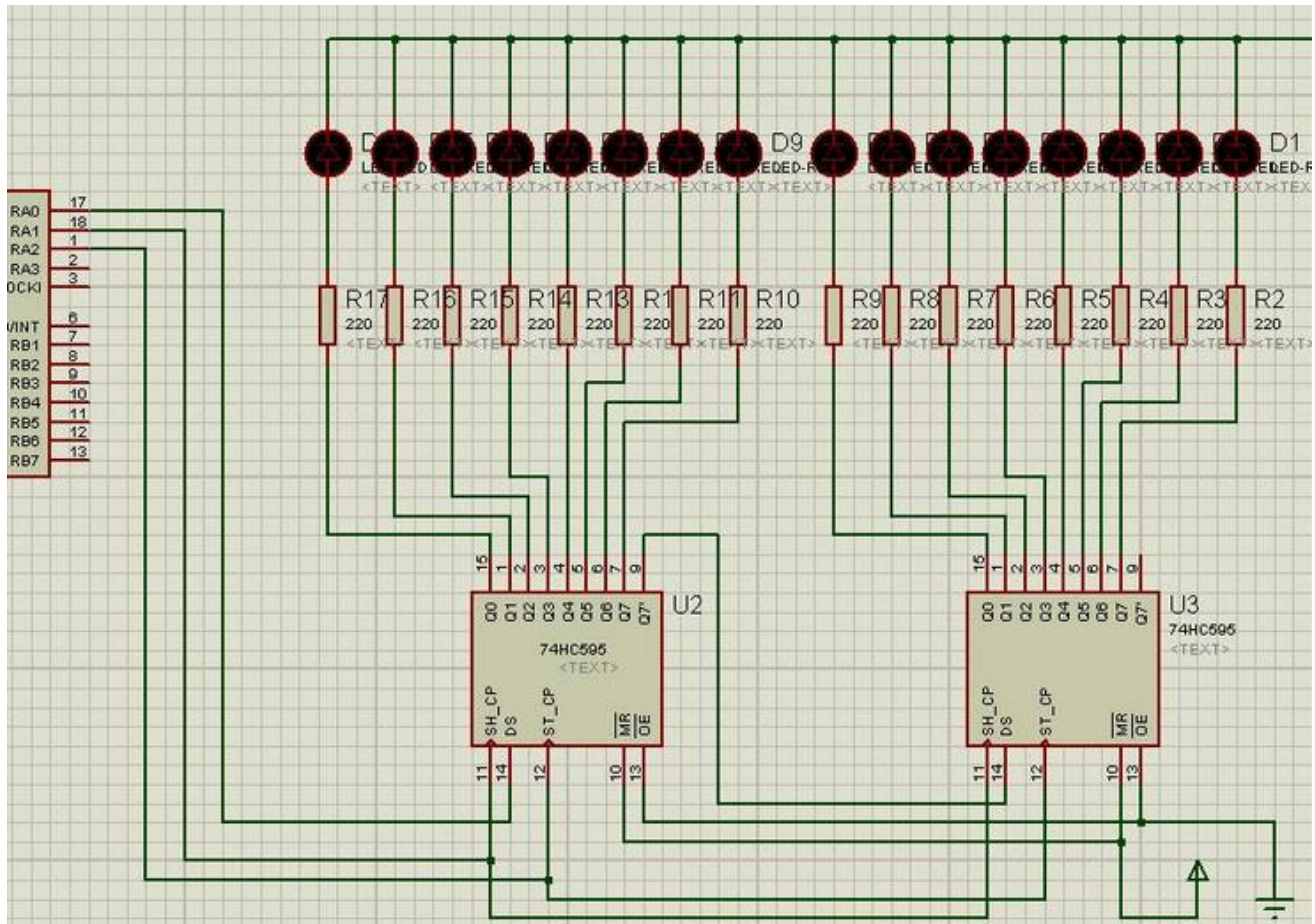 D9
D1
<TEXT>
RA0 17
RA1 18
RA2 1
RA3 2
OCKI 3
/INT 6
RB1 7
RB2 8
RB3 9
RB4 10
RB5 11
RB6 12
RB7 13
R17 R16 R15 R14 R13 R11 R10 R9 R8 R7 R6 R5 R4 R3 R2
220 220 220 220 220 220 220 220 220 220 220 220 220 220 220 220
15 1 2 3 4 5 6 7 9
Q0 Q1 Q2 Q3 Q4 Q5 Q6 Q7 Q7'
U2
74HC595
<TEXT>
SH_CP DS ST_CP MR OE
11 14 12 10 13
15 1 2 3 4 5 6 7 9
Q0 Q1 Q2 Q3 Q4 Q5 Q6 Q7 Q7'
U3
74HC595
<TEXT>
SH_CP DS ST_CP MR OE
11 14 12 10 13